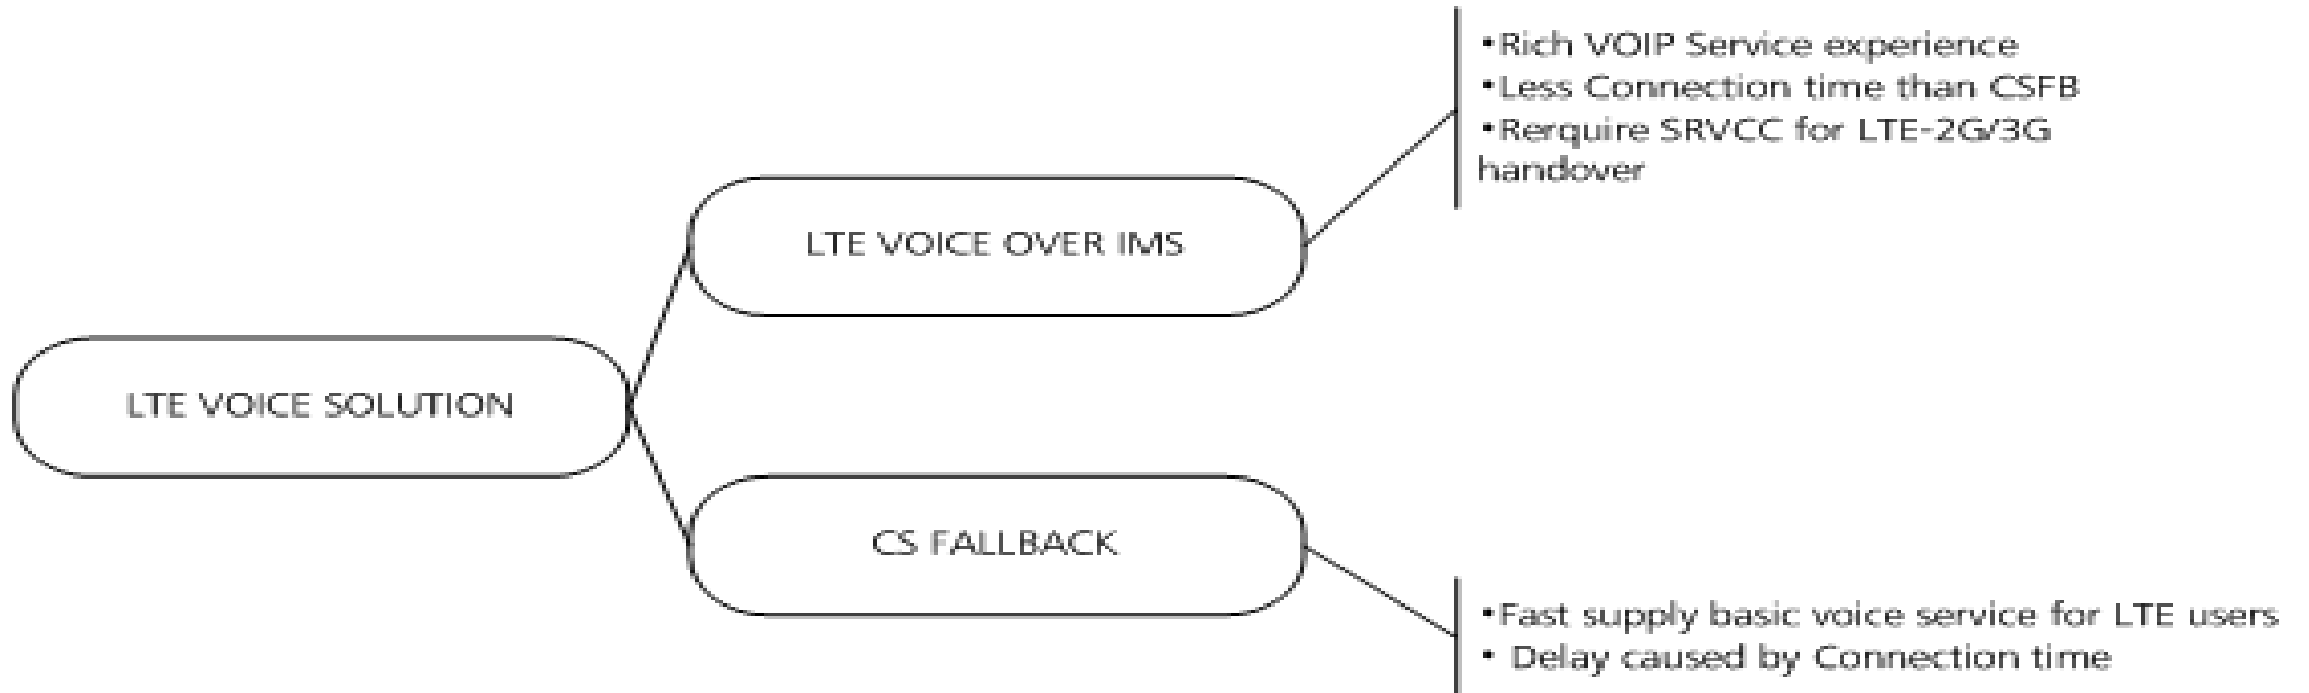 •Rich VOIP Service experience
•Less Connection time than CSFB
•Rerquire SRVCC for LTE-2G/3G
handover
LTE VOICE OVER IMS
LTE VOICE SOLUTION
CS FALLBACK
•Fast supply basic voice service for LTE users
• Delay caused by Connection time